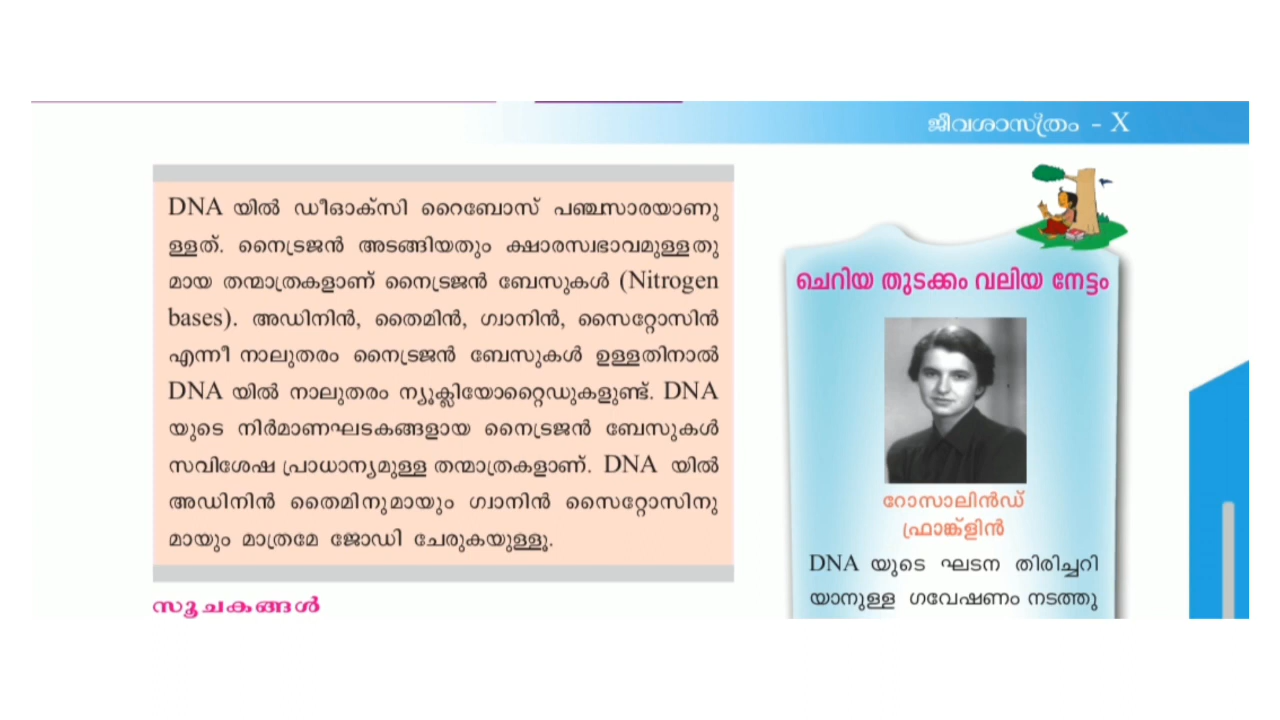 ജീവശാസ്ത്രം - X
DNA യിൽ ഡീഓക്സി റൈബോസ് പഞ്ചസാരയാണു
ള്ളത്. നൈട്രജൻ അടങ്ങിയതും ക്ഷാരസ്വഭാവമുള്ളതു
മായ തന്മാത്രകളാണ് നൈട്രജൻ ബേസുകൾ (Nitrogen
bases). അഡിനിൻ, തൈമിൻ, ഗ്വാനിൻ, സൈറ്റോസിൻ
എന്നീ നാലുതരം നൈട്രജൻ ബേസുകൾ ഉള്ളതിനാൽ
DNA യിൽ നാലുതരം ന്യൂക്ലിയോറ്റൈഡുകളുണ്ട്. DNA
യുടെ നിർമാണഘടകങ്ങളായ നൈട്രജൻ ബേസുകൾ
സവിശേഷ പ്രാധാന്യമുള്ള തന്മാത്രകളാണ്. DNA യിൽ
അഡിനിൻ തൈമിനുമായും ഗ്വാനിൻ സൈറ്റോസിനു
മായും മാത്രമേ ജോഡി ചേരുകയുള്ളൂ.
സൂചകങ്ങൾ
ചെറിയ തുടക്കം വലിയ നേട്ടം
റോസാലിൻഡ്
ഫ്രാങ്ക്ളിൻ
DNA യുടെ ഘടന തിരിച്ചറി
യാനുള്ള ഗവേഷണം നടത്തു